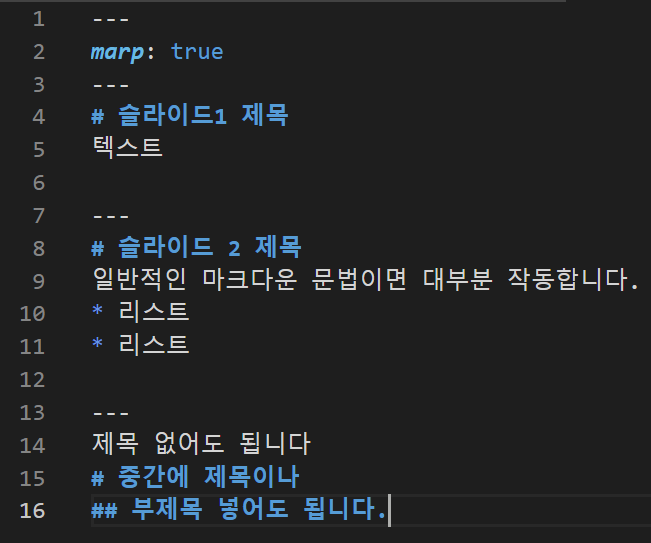 1 ---
2 marp: true
3 ---
4 # 슬라이드1 제목
5 텍스트
6
7 ---
8 # 슬라이드 2 제목
9 일반적인 마크다운 문법이면 대부분 작동합니다.
10 * 리스트
11 * 리스트
12
13 ---
14 제목 없어도 됩니다
15 # 중간에 제목이나
16 ## 부제목 넣어도 됩니다.